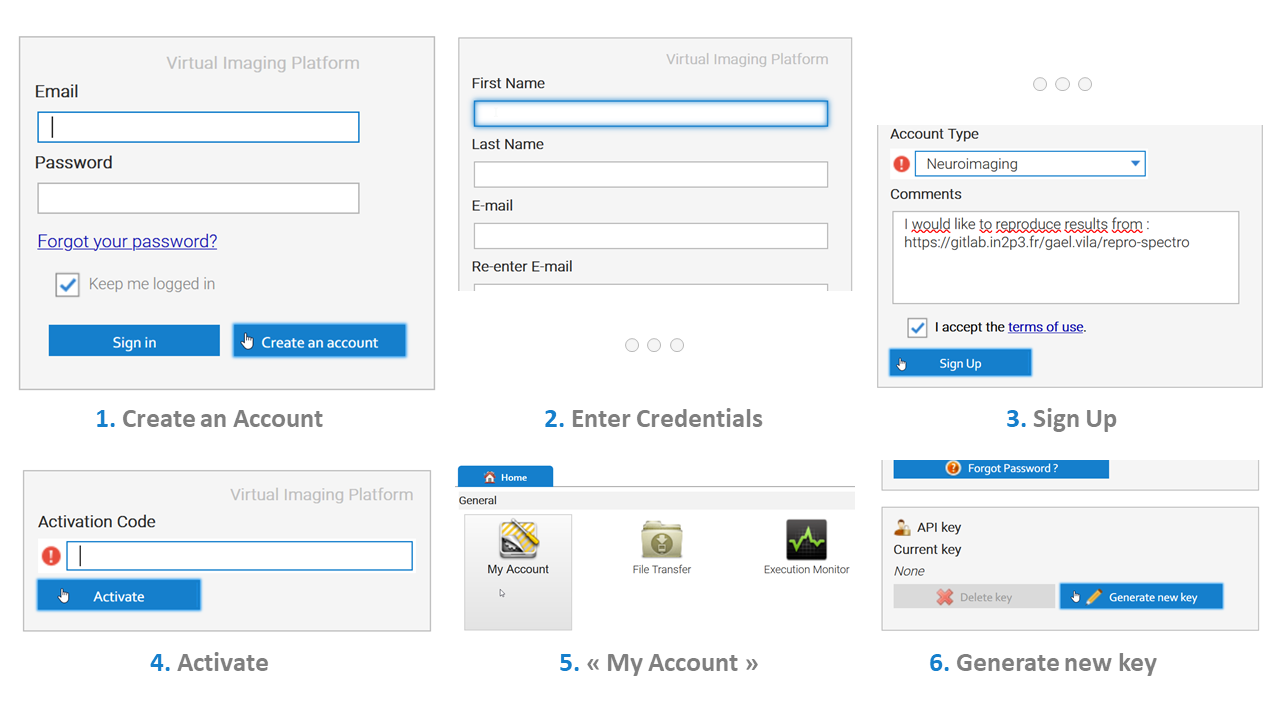 Virtual Imaging Platform
Email
Password
Forgot your password?
Keep me logged in
Sign in
Create an account
1. Create an Account
Virtual Imaging Platform
First Name
Last Name
E-mail
Re-enter E-mail
2. Enter Credentials
Account Type
Neuroimaging
Comments
I would like to reproduce results from :
https://gitlab.in2p3.fr/gael.vila/repro-spectro
I accept the terms of use.
Sign Up
3. Sign Up
Virtual Imaging Platform
Activation Code
Activate
4. Activate
Home
General
My Account
File Transfer
Execution Monitor
5. « My Account »
Forgot Password ?
API key
Current key
None
Delete key
Generate new key
6. Generate new key